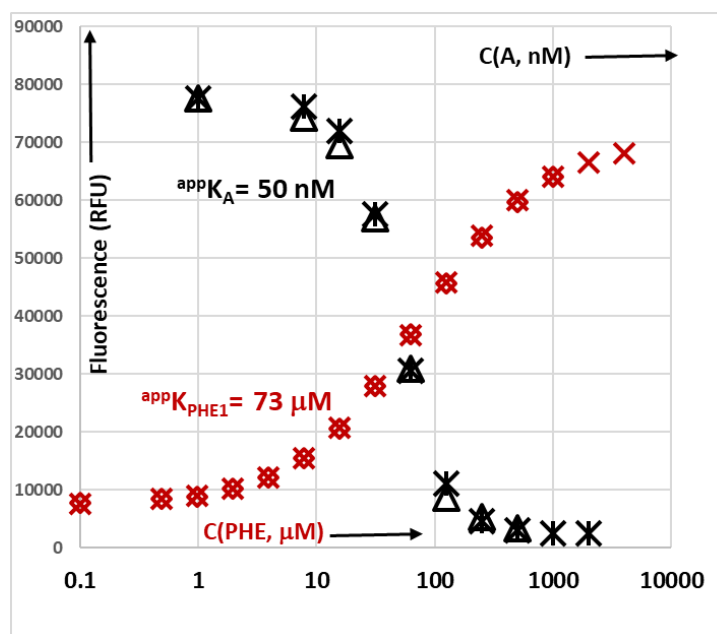 90000
80000
70000
60000
50000
40000
30000
20000
10000
0
Fluorescence (RFU)
C(A, nM)
appKA= 50 nM
appKPHE1= 73 μM
C(PHE, μM)
0.1 1 10 100 1000 10000